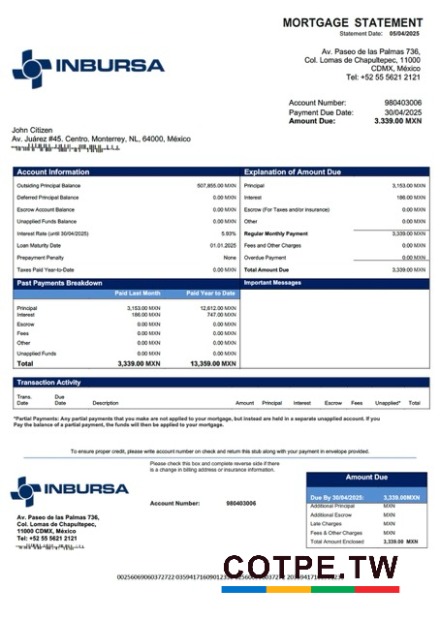 MORTGAGE STATEMENT
Statement Date: 05/04/2025
INBURSA
Av. Paseo de las Palmas 736,
Col. Lomas de Chapultepec, 11000
CDMX, México
Tel: +52 55 5621 2121
Account Number: 980403006
Payment Due Date: 30/04/2025
Amount Due: 3.339.00 MXN
John Citizen
Av. Juárez #45. Centro. Monterrey, NL, 64000, México
Account Information
Outsiding Principal Balance 507,855.00 MXN
Deferred Principal Balance 0.00 MXN
Escrow Account Balance 0.00 MXN
Unapplied Funds Balance 0.00 MXN
Interest Rate (until 30/04/2025) 5.93%
Loan Maturity Date 01.01.2025
Prepayment Penalty None
Taxes Paid Year-to-Date 0.00 MXN
Explanation of Amount Due
Principal 3,153.00 MXN
Interest 186.00 MXN
Escrow (For Taxes and/or insurance) 0.00 MXN
Other 0.00 MXN
Regular Monthly Payment 3,339.00 MXN
Fees and Other Charges 0.00 MXN
Overdue Payment 0.00 MXN
Total Amount Due 3,339.00 MXN
Past Payments Breakdown
Paid Last Month Paid Year to Date
Principal 3,153.00 MXN 12,612.00 MXN
Interest 186.00 MXN 747.00 MXN
Escrow 0.00 MXN 0.00 MXN
Fees 0.00 MXN 0.00 MXN
Other 0.00 MXN 0.00 MXN
Unapplied Funds 0.00 MXN 0.00 MXN
Total 3,339.00 MXN 13,359.00 MXN
Important Messages
Transaction Activity
Trans. Date Due Date Description Amount Principal Interest Escrow Fees Unapplied* Total
*Partial Payments: Any partial payments that you make are not applied to your mortgage, but instead are held in a separate unapplied account. If you
Pay the balance of a partial payment, the funds will then be applied to your mortgage.
To ensure proper credit, please write account number on check and return this stub along with your payment in envelope provided.
Please check this box and complete reverse side if there
is a change in billing address or insurance information.
INBURSA
Account Number: 980403006
Av. Paseo de las Palmas 736,
Col. Lomas de Chapultepec,
11000 CDMX, México
Tel: +52 55 5621 2121
Amount Due
Due By 30/04/2025: 3,339.00MXN
Additional Principal MXN
Additional Escrow MXN
Late Charges MXN
Fees & Other Charges MXN
Total Amount Enclosed 3.339.00 MXN
COTPE.TW